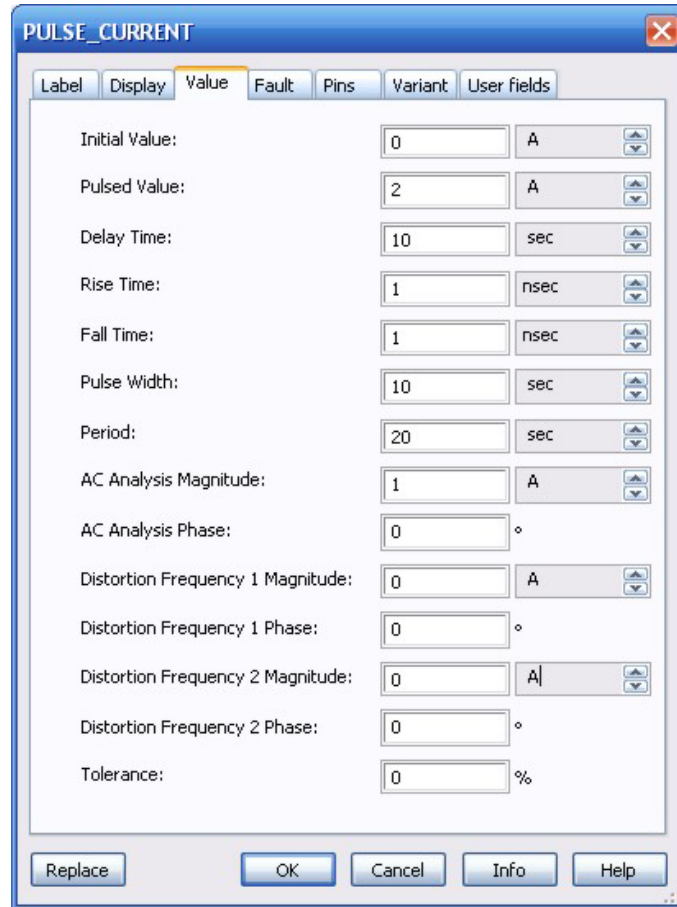 PULSE_CURRENT
Label Display Value Fault Pins Variant User fields
Initial Value: 0 A
Pulsed Value: 2 A
Delay Time: 10 sec
Rise Time: 1 nsec
Fall Time: 1 nsec
Pulse Width: 10 sec
Period: 20 sec
AC Analysis Magnitude: 1 A
AC Analysis Phase: 0 °
Distortion Frequency 1 Magnitude: 0 A
Distortion Frequency 1 Phase: 0 °
Distortion Frequency 2 Magnitude: 0 A
Distortion Frequency 2 Phase: 0 °
Tolerance: 0 %
Replace OK Cancel Info Help